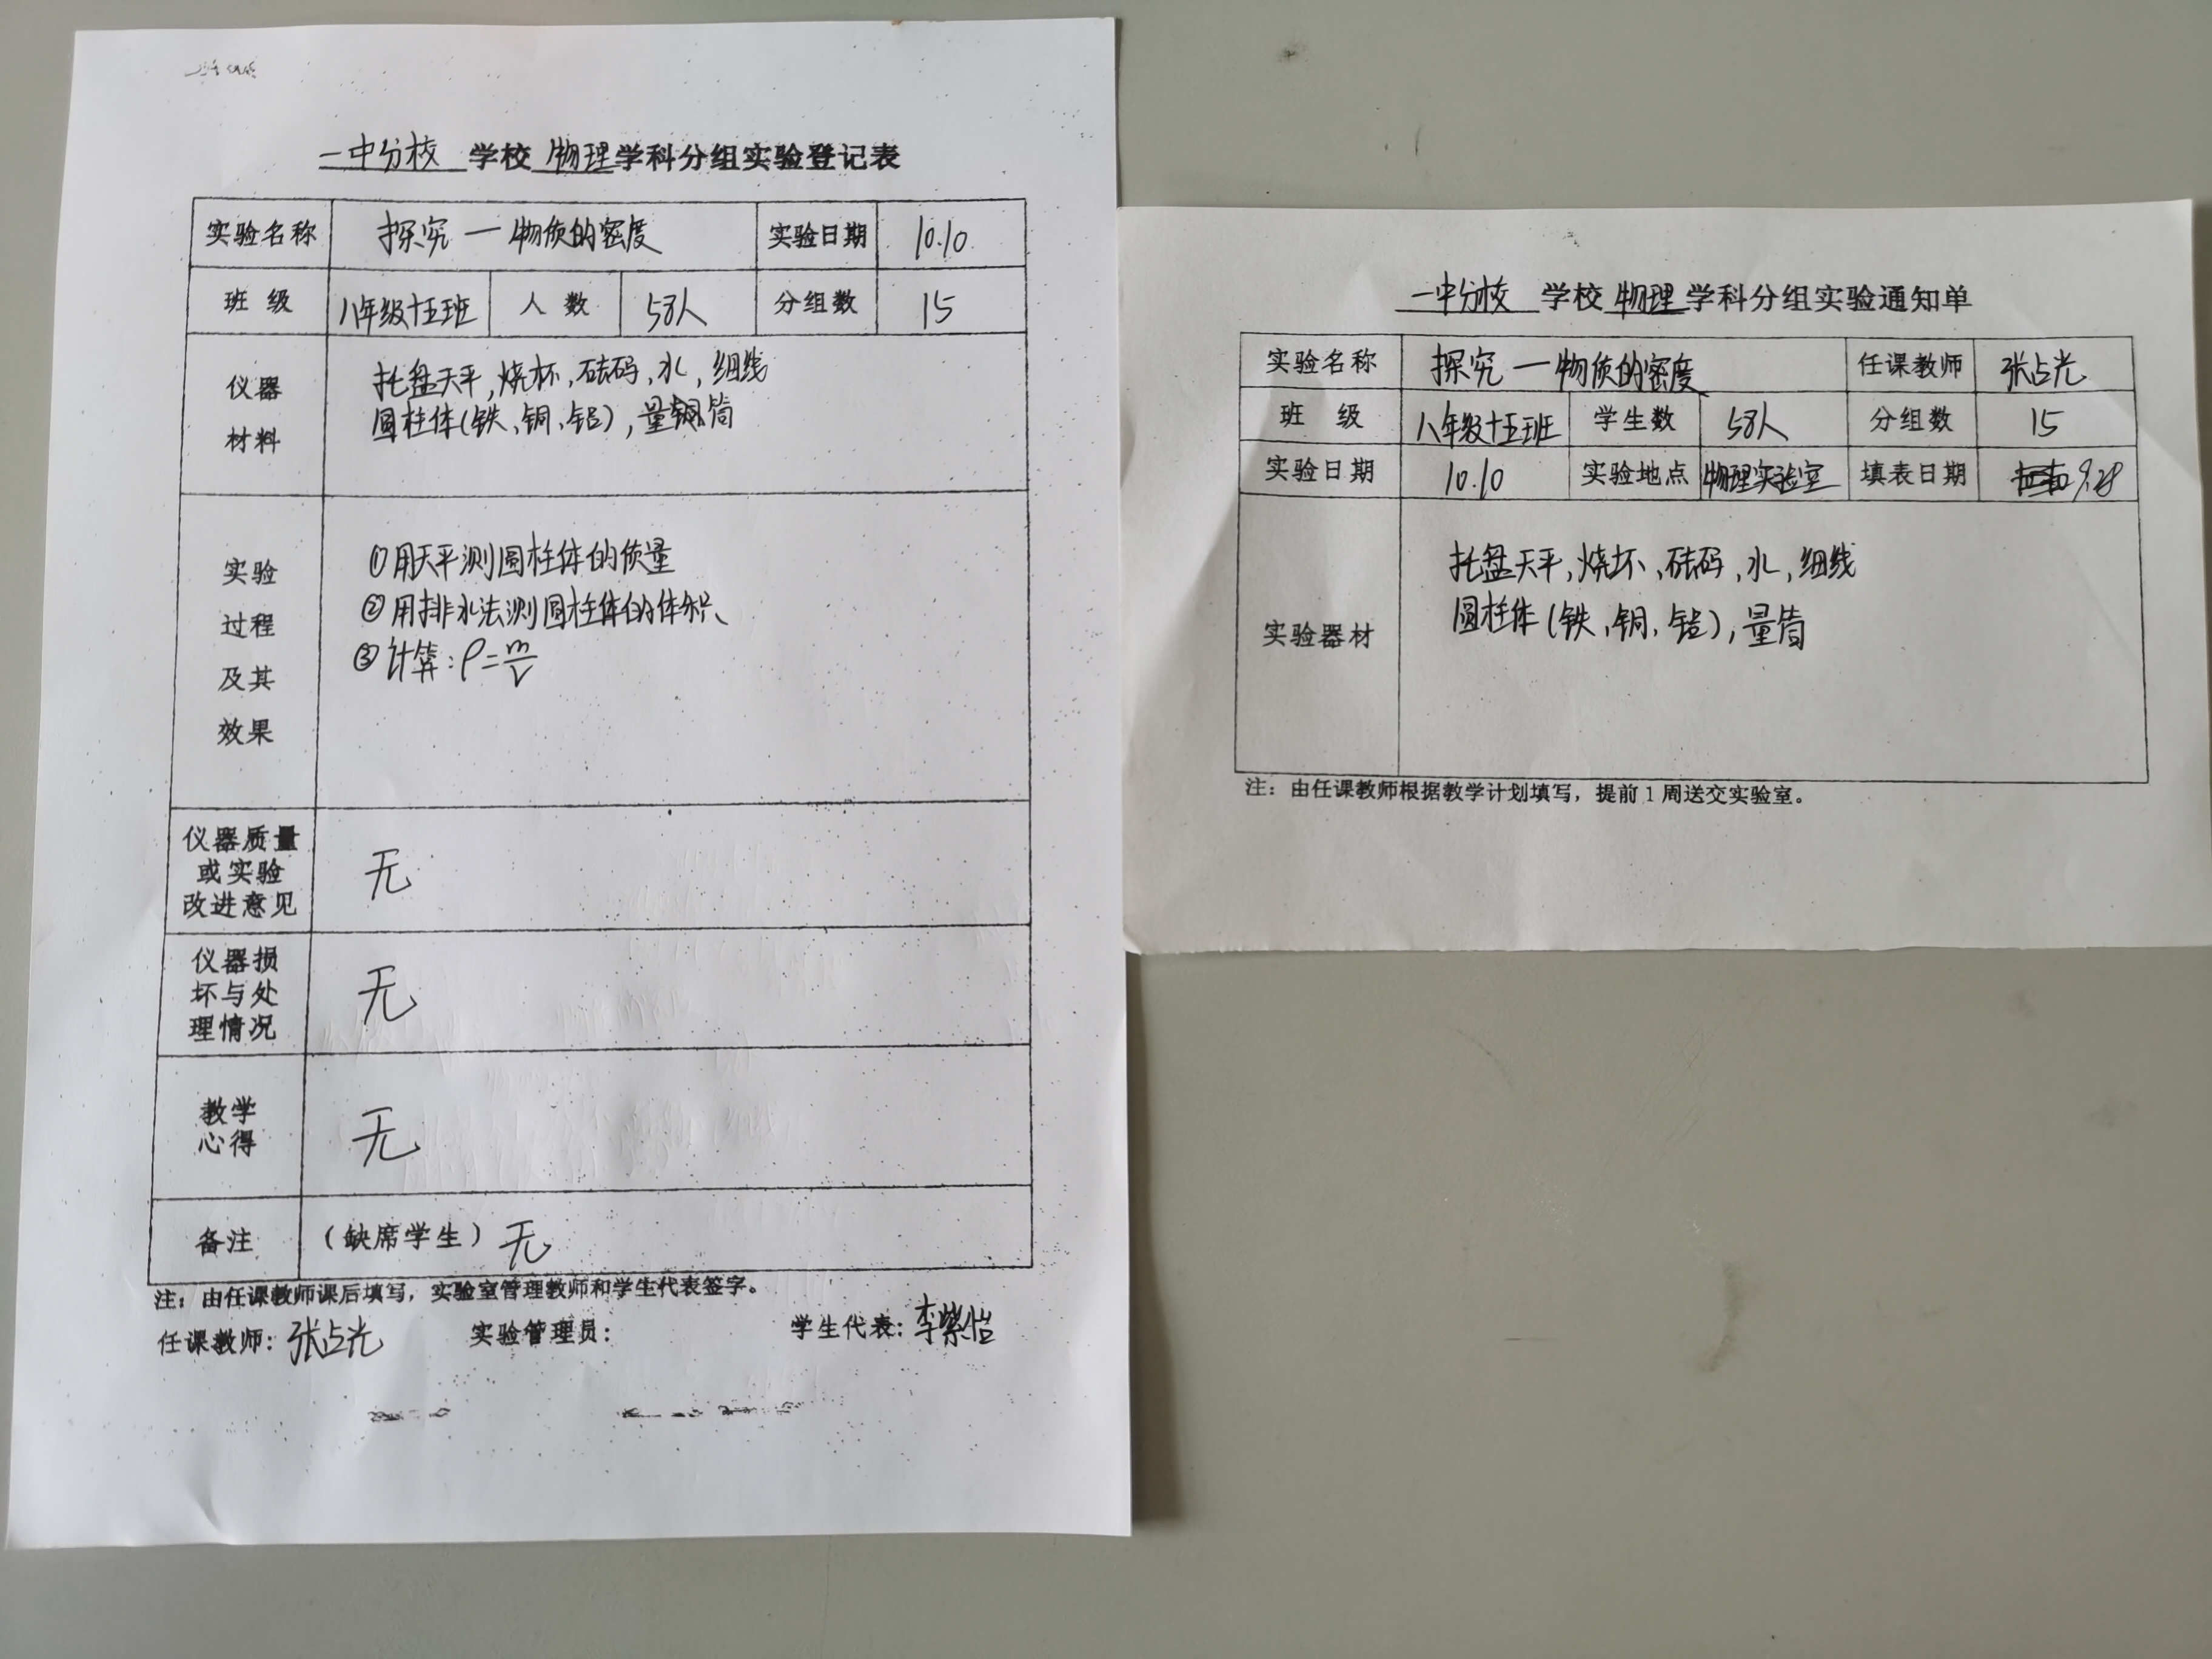 一中分校 学校 物理学科分组实验登记表
实验名称 探究一物质的密度 实验日期 10.10
班 级 八年级十五班 人 数 58人 分组数 15
仪器
材料
托盘天平,烧杯,砝码,水,细线
圆柱体(铁、铜、铝),量筒
实验
过程
及其
效果
①用天平测圆柱体的质量
②用排水法测圆柱体的体积、
③计算:ρ=m/V
仪器质量
或实验
改进意见
无
仪器损
坏与处
理情况
无
教学
心得
无
备注 (缺席学生) 无
注:由任课教师课后填写,实验室管理教师和学生代表签字。
任课教师:张占光 实验管理员: 学生代表:李紫怡
一中分校 学校 物理学科分组实验通知单
实验名称 探究一物质的密度 任课教师 张占光
班 级 八年级十五班 学生数 58人 分组数 15
实验日期 10.10 实验地点 物理实验室 填表日期 9.28
实验器材
托盘天平,烧坏,砝码,水,细线
圆柱体(铁、铜、铝),量筒
注:由任课教师根据教学计划填写,提前1周送交实验室。